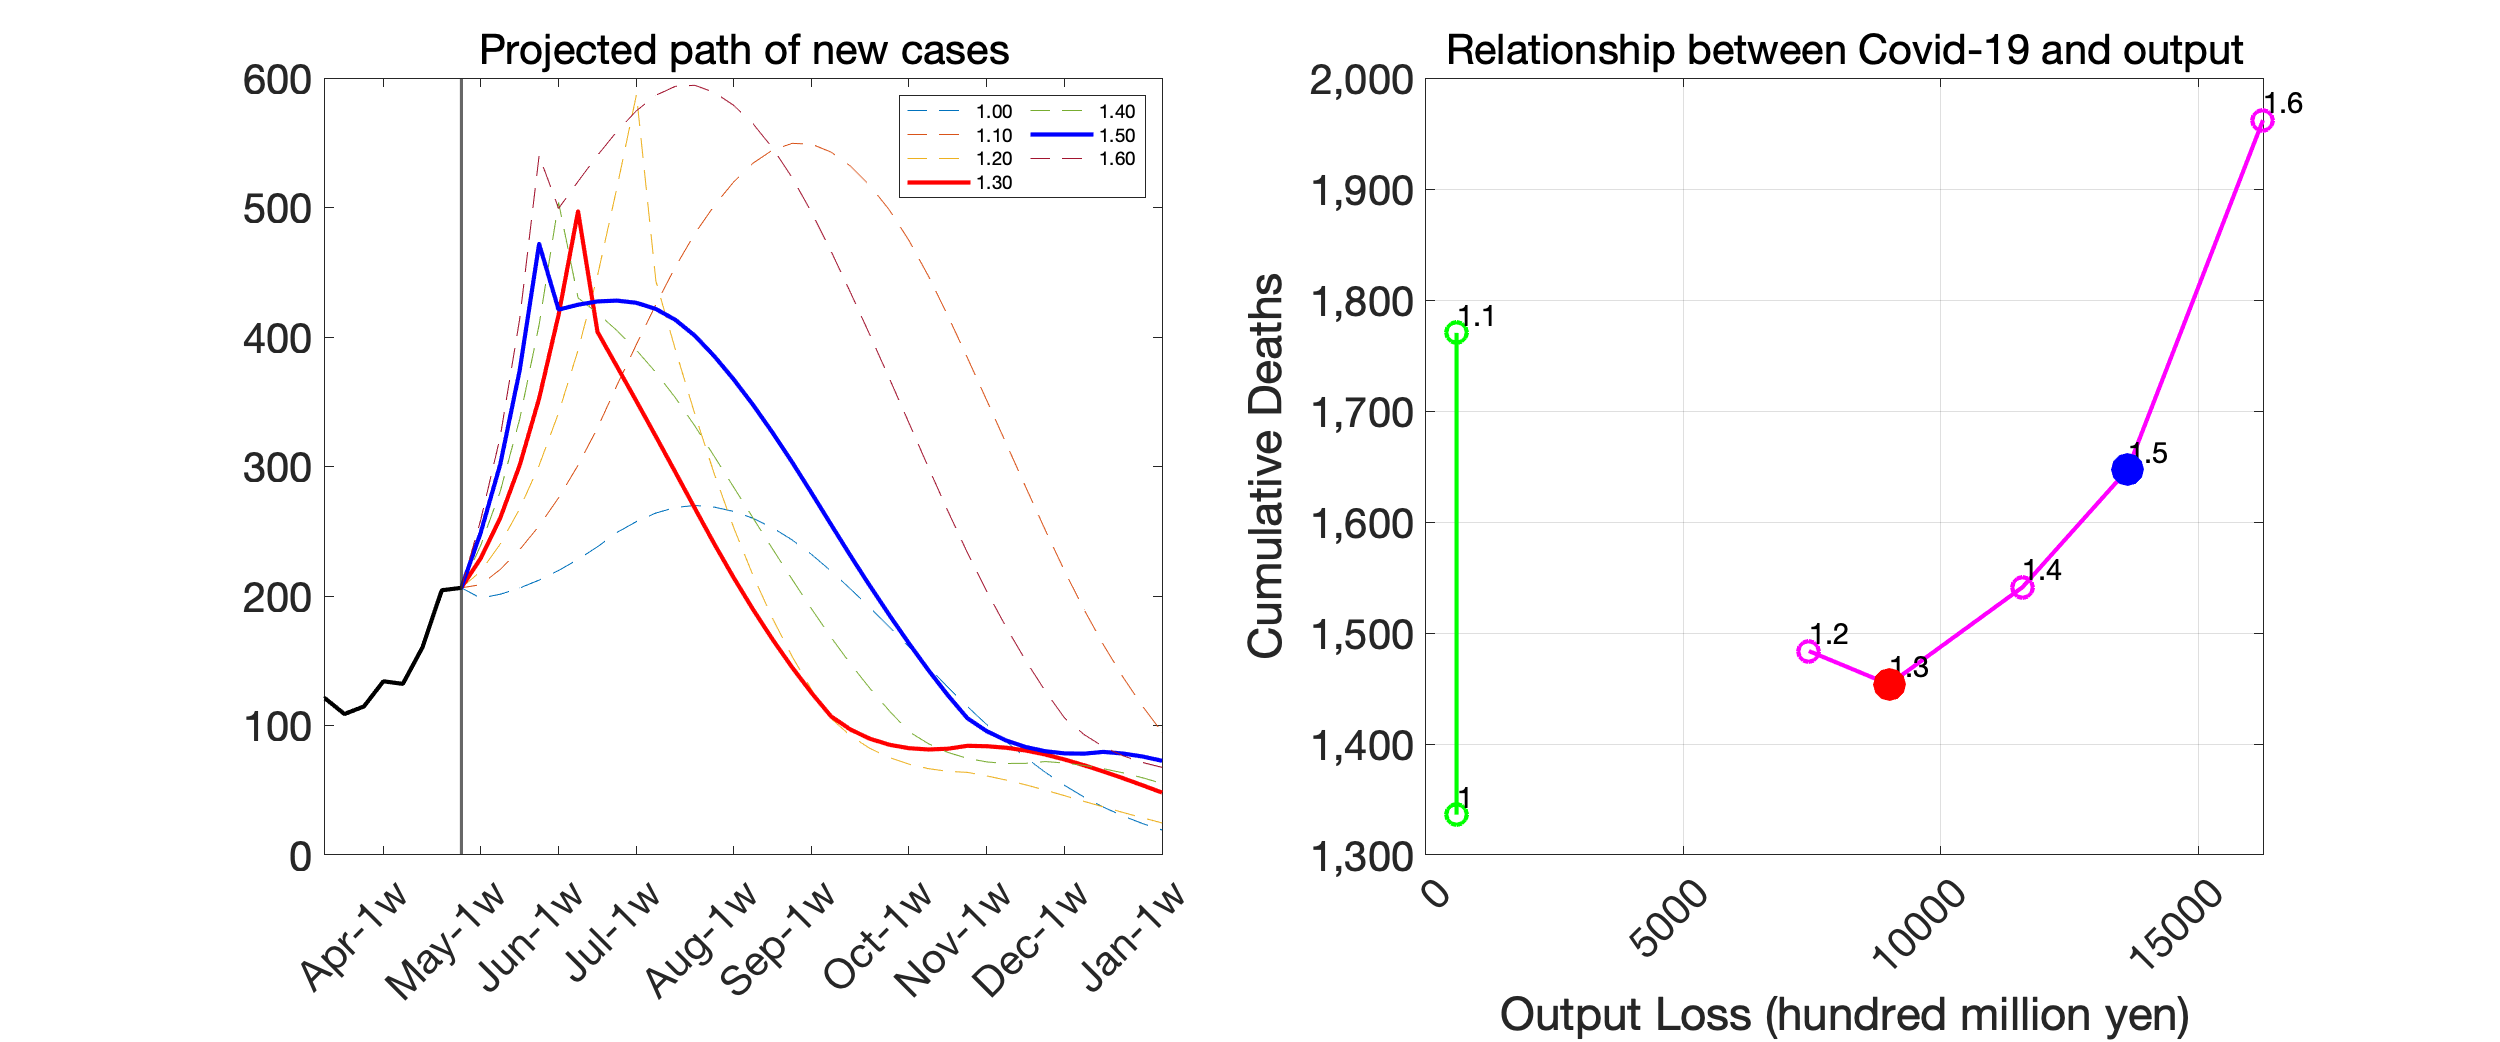 Projected path of new cases
600
500
400
300
200
100
0
1.00
1.10
1.20
1.30
1.40
1.50
1.60
Apr-1w
May-1w
Jun-1w
Jul-1w
Aug-1w
Sep-1w
Oct-1w
Nov-1w
Dec-1w
Jan-1w
Relationship between Covid-19 and output
Cumulative Deaths
2,000
1,900
1,800
1,700
1,600
1,500
1,400
1,300
1.6
1.1
1.5
1.4
1.2
1.3
1
0
5000
10000
15000
Output Loss (hundred million yen)